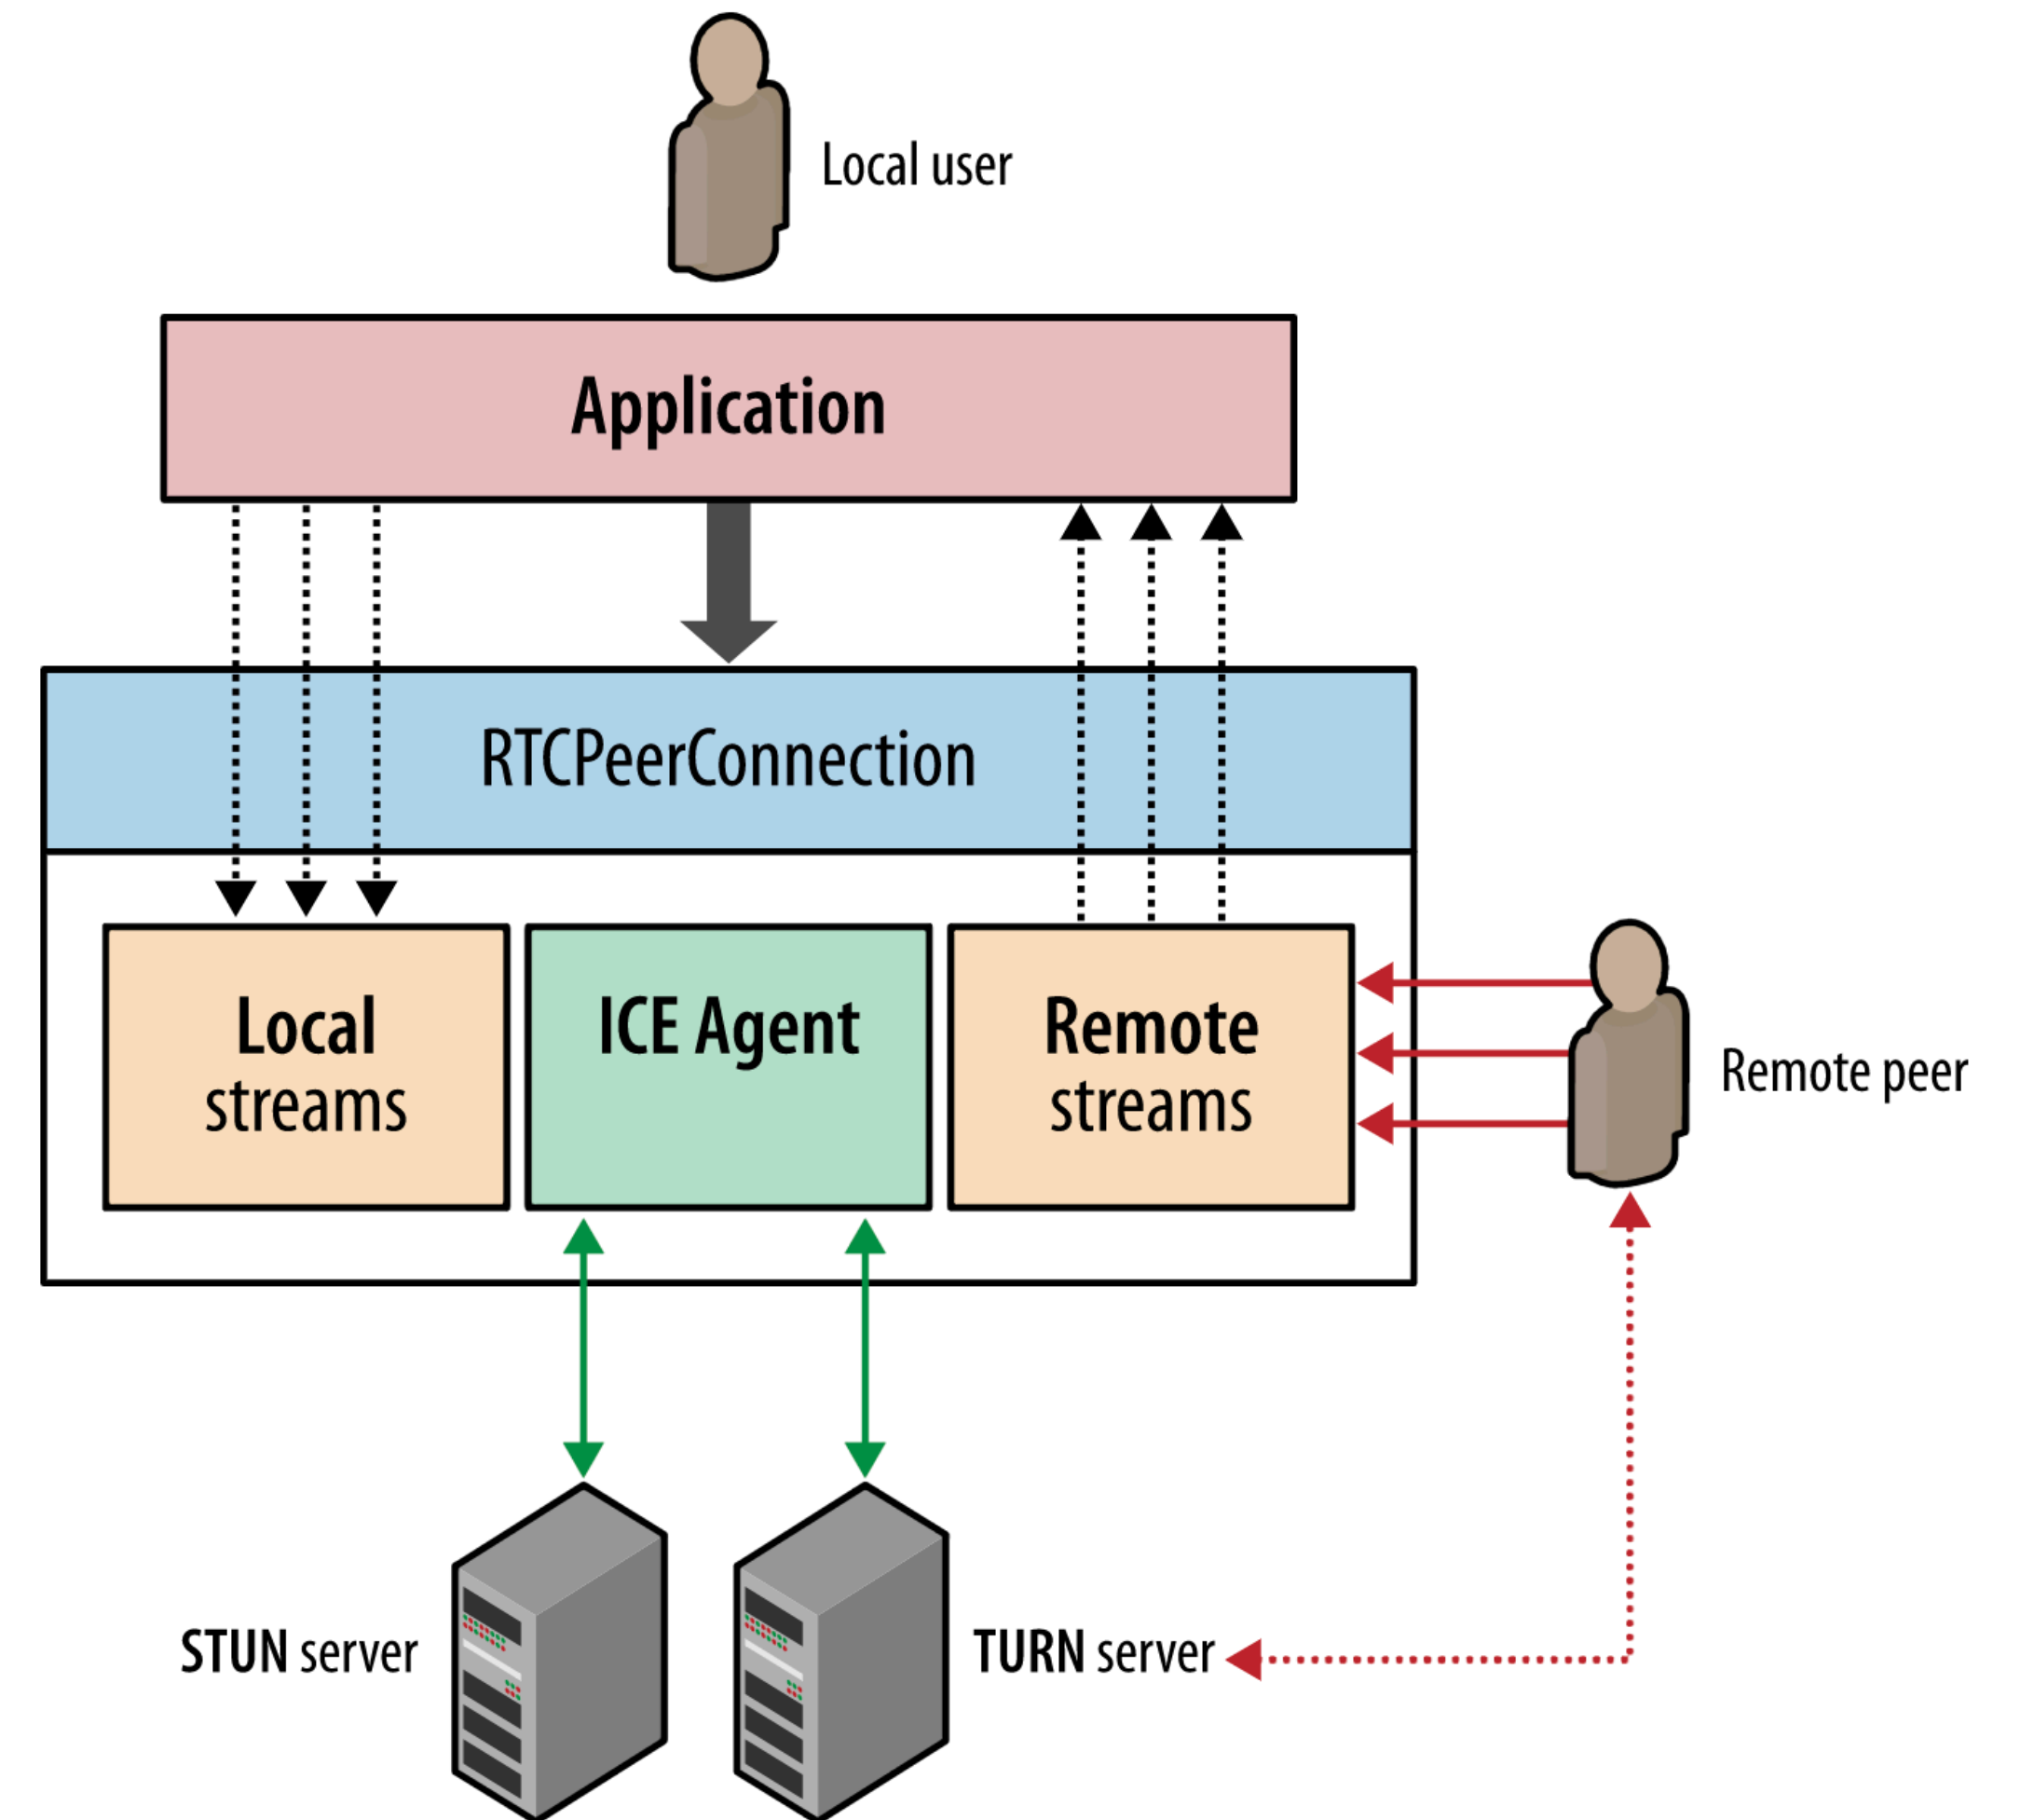 Local user
Application
RTCPeerConnection
Local
streams
ICE Agent
Remote
streams
Remote peer
STUN server
TURN server